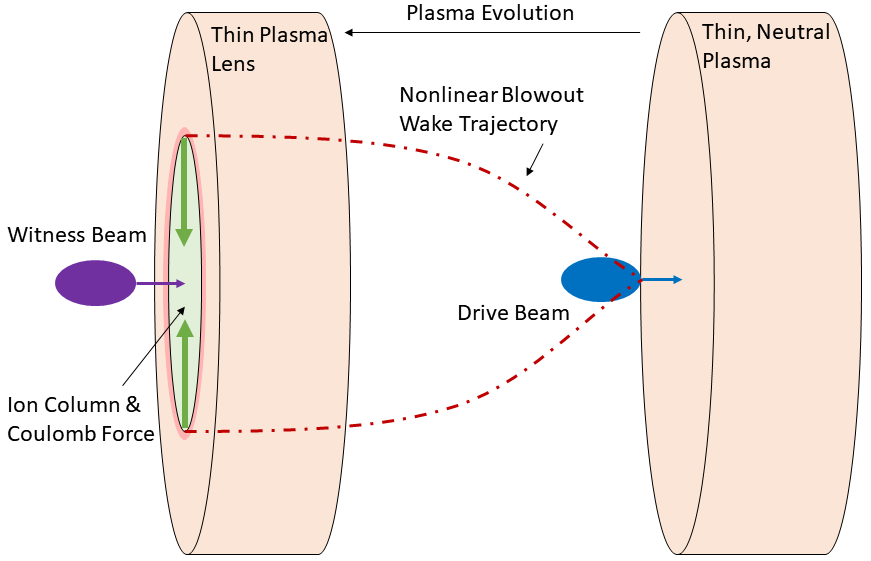 Plasma Evolution
Thin Plasma
Lens
Thin, Neutral
Plasma
Nonlinear Blowout
Wake Trajectory
Witness Beam
Drive Beam
Ion Column &
Coulomb Force